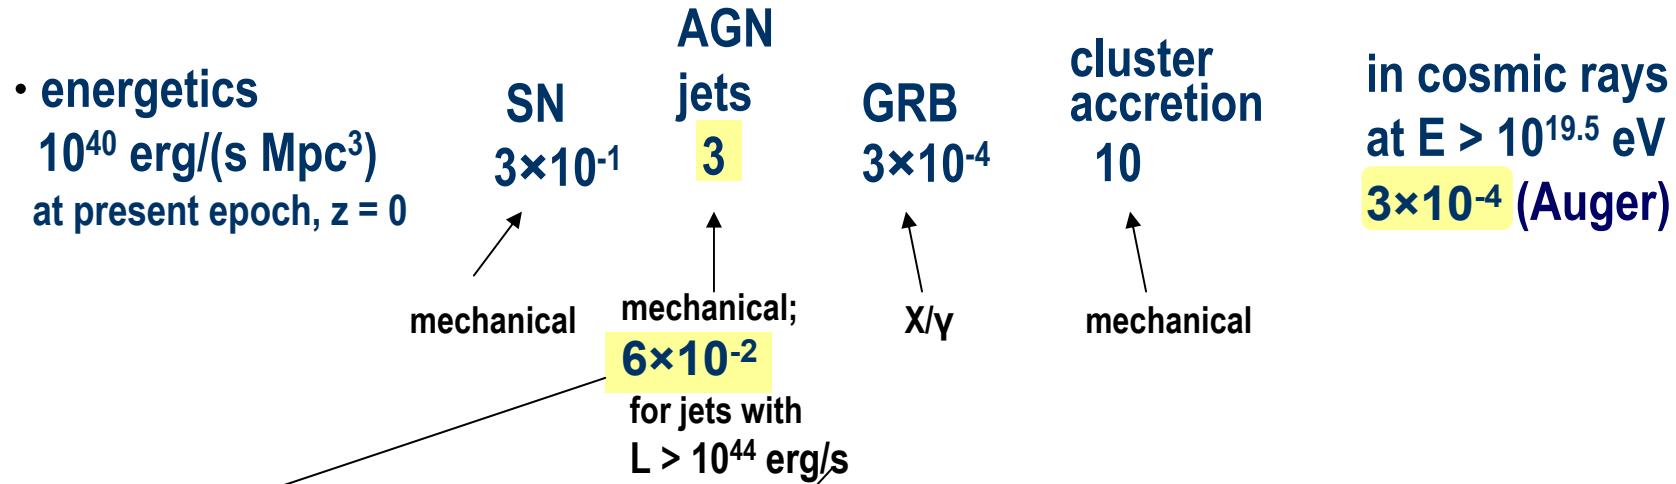 • energetics
10⁴⁰ erg/(s Mpc³)
at present epoch, z = 0
SN
3×10⁻¹
AGN
jets
3
GRB
3×10⁻⁴
cluster
accretion
10
in cosmic rays
at E > 10¹⁹·⁵ eV
3×10⁻⁴ (Auger)
mechanical
mechanical;
6×10⁻²
for jets with
L > 10⁴⁴ erg/s
X/γ
mechanical